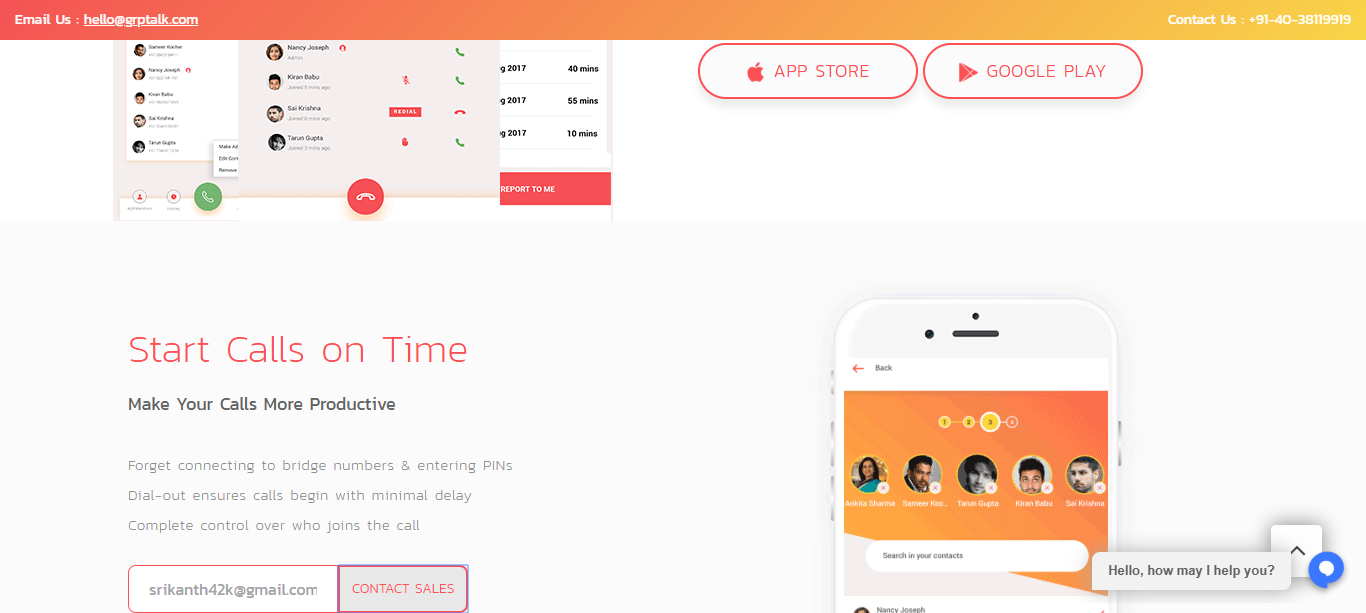 Email Us : hello@grptalk.com
Contact Us : +91-40-38119919
Sameer Kocher
Nancy Joseph
Kiran Babu
Sai Krishna
Tarun Gupta
Make Ad
Edit Con
Remove
Add Members
History
Nancy Joseph
Admin
Kiran Babu
Joined 5 mins ago
Sai Krishna
Joined 8 mins ago
REDIAL
Tarun Gupta
Joined 3 mins ago
g 2017 40 mins
g 2017 55 mins
g 2017 10 mins
REPORT TO ME
APP STORE
GOOGLE PLAY
Start Calls on Time
Make Your Calls More Productive
Forget connecting to bridge numbers & entering PINs
Dial-out ensures calls begin with minimal delay
Complete control over who joins the call
srikanth42k@gmail.com
CONTACT SALES
Back
1 2 3 4
Ankita Sharma Sameer Koc.. Tarun Gupta Kiran Babu Sai Krishna
Search in your contacts
Nancy Joseph
Hello, how may I help you?